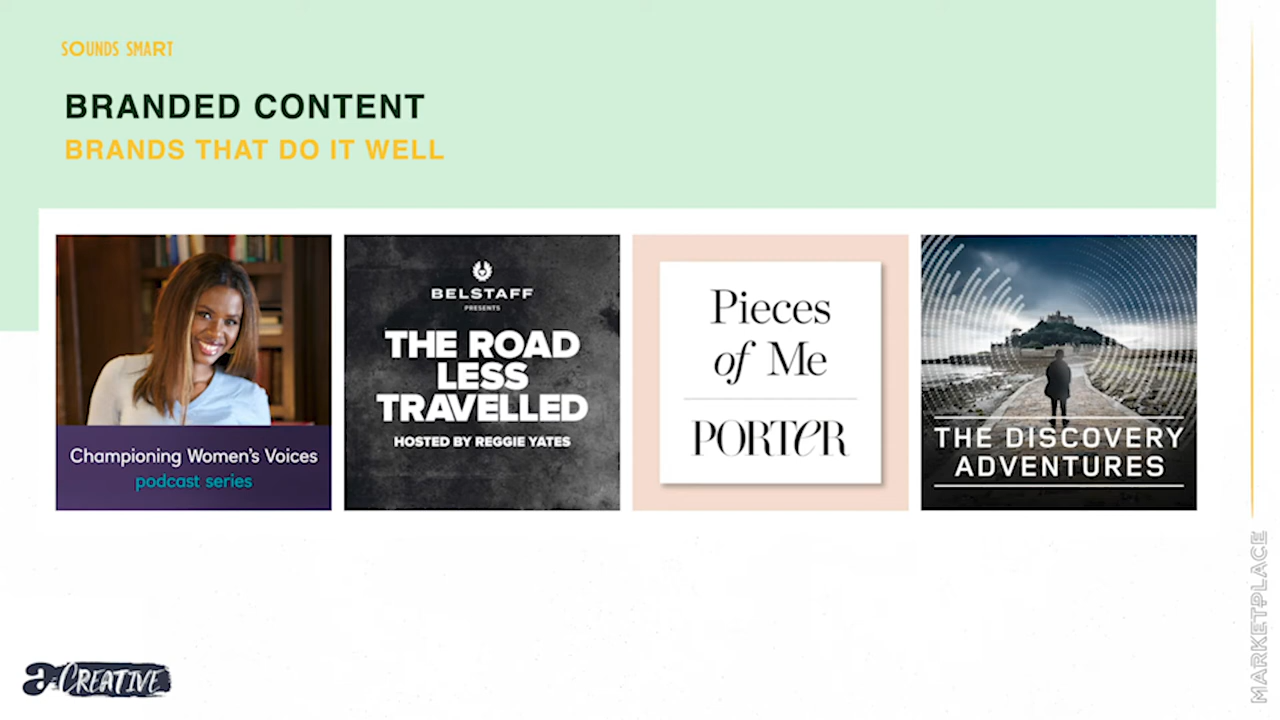 SOUNDS SMART
BRANDED CONTENT
BRANDS THAT DO IT WELL
Championing Women's Voices
podcast series
BELSTAFF
PRESENTS
THE ROAD
LESS
TRAVELLED
HOSTED BY REGGIE YATES
Pieces
of Me
PORTER
THE DISCOVERY
ADVENTURES
a CREATIVE
MARKETPLACE